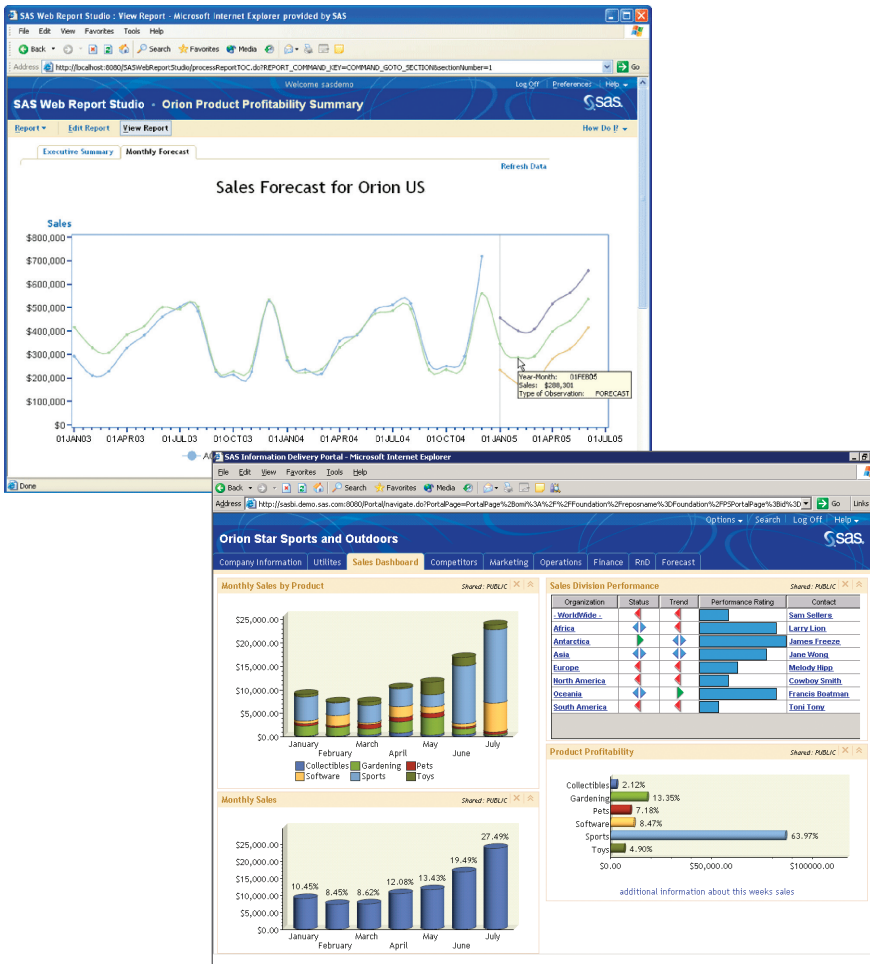 SAS Web Report Studio : View Report - Microsoft Internet Explorer provided by SAS
File Edit View Favorites Tools Help
Back Search Favorites Media
Address http://localhost:8080/SASWebReportStudio/processReportTOC.do?REPORT_COMMAND_KEY=COMMAND_GOTO_SECTION&sectionNumber=1 Go
Welcome sasdemo
Log Off Preferences Help
SAS Web Report Studio - Orion Product Profitability Summary
sas.
Report Edit Report View Report How Do I?
Executive Summary Monthly Forecast
Refresh Data
Sales Forecast for Orion US
Sales
$800,000
$700,000
$600,000
$500,000
$400,000
$300,000
$200,000
$100,000
$0
Year-Month: 01FEB05
Sales: $288,301
Type of Observation: FORECAST
01JAN03 01APR03 01JUL03 01OCT03 01JAN04 01APR04 01JUL04 01OCT04 01JAN05 01APR05 01JUL05
Done
SAS Information Delivery Portal - Microsoft Internet Explorer
File Edit View Favorites Tools Help
Back Search Favorites Media
Address http://sasbi.demo.sas.com:8080/Portal/navigate.do?PortalPage=PortalPage%2Bomi%3A%2F%2FFoundation%2Freposname%3DFoundation%2FPSPortalPage%3Bid%3D Go Links
Options Search Log Off Help
Orion Star Sports and Outdoors
sas.
Company Information Utilites Sales Dashboard Competitors Marketing Operations Finance RnD Forecast
Monthly Sales by Product Shared: PUBLIC
$25,000.00
$20,000.00
$15,000.00
$10,000.00
$5,000.00
$0.00
January February March April May June July
Collectibles Gardening Pets
Software Sports Toys
Monthly Sales Shared: PUBLIC
$25,000.00
$20,000.00
$15,000.00
$10,000.00
$5,000.00
$0.00
10.45% 8.45% 8.62% 12.08% 13.43% 19.49% 27.49%
January February March April May June July
Sales Division Performance Shared: PUBLIC
Organization Status Trend Performance Rating Contact
- WorldWide - Sam Sellers
Africa Larry Lion
Antarctica James Freeze
Asia Jane Wong
Europe Melody Hipp
North America Cowboy Smith
Oceania Francis Boatman
South America Toni Tony
Product Profitability Shared: PUBLIC
Collectibles 2.12%
Gardening 13.35%
Pets 7.18%
Software 8.47%
Sports 63.97%
Toys 4.90%
$0.00 $50,000.00 $100000.00
additional information about this weeks sales